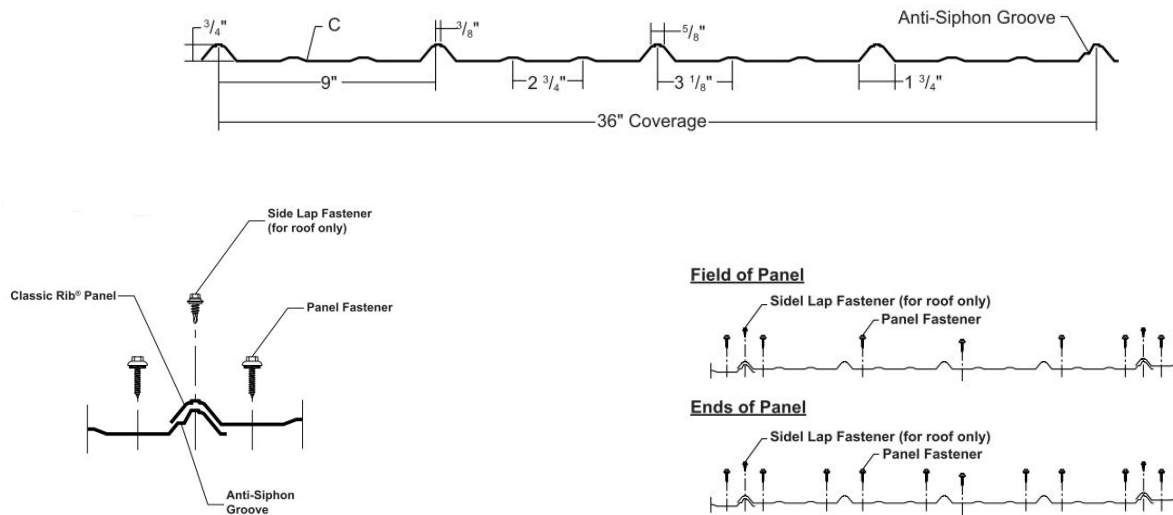 3/4"
C
3/8"
5/8"
Anti-Siphon Groove
9"
2 3/4"
3 1/8"
1 3/4"
36" Coverage
Side Lap Fastener
(for roof only)
Classic Rib® Panel
Panel Fastener
Anti-Siphon
Groove
Field of Panel
Sidel Lap Fastener (for roof only)
Panel Fastener
Ends of Panel
Sidel Lap Fastener (for roof only)
Panel Fastener